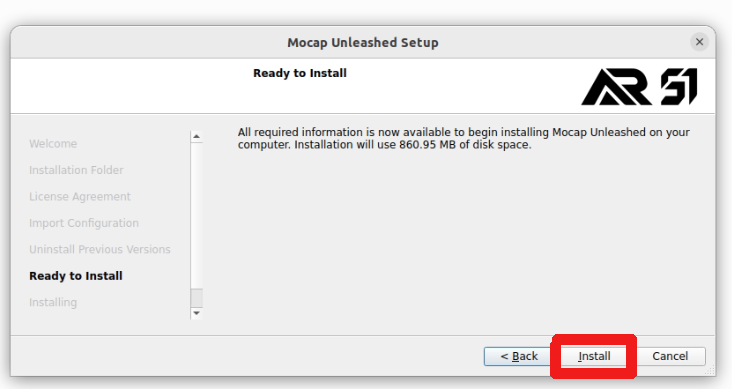 Mocap Unleashed Setup
Ready to Install
AR 51
Welcome
Installation Folder
License Agreement
Import Configuration
Uninstall Previous Versions
Ready to Install
Installing
All required information is now available to begin installing Mocap Unleashed on your
computer. Installation will use 860.95 MB of disk space.
< Back
Install
Cancel